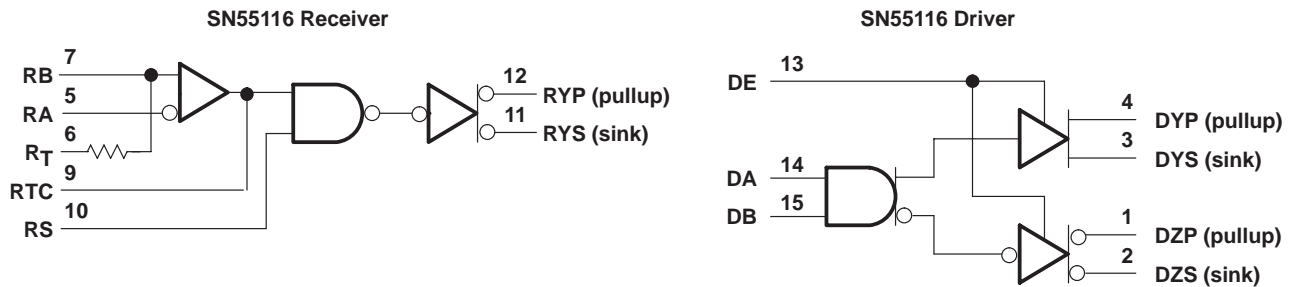 SN55116 Receiver
7
RB
5
RA
6
RT
9
RTC
10
RS
12
RYP (pullup)
11
RYS (sink)
SN55116 Driver
13
DE
14
DA
15
DB
4
DYP (pullup)
3
DYS (sink)
1
DZP (pullup)
2
DZS (sink)